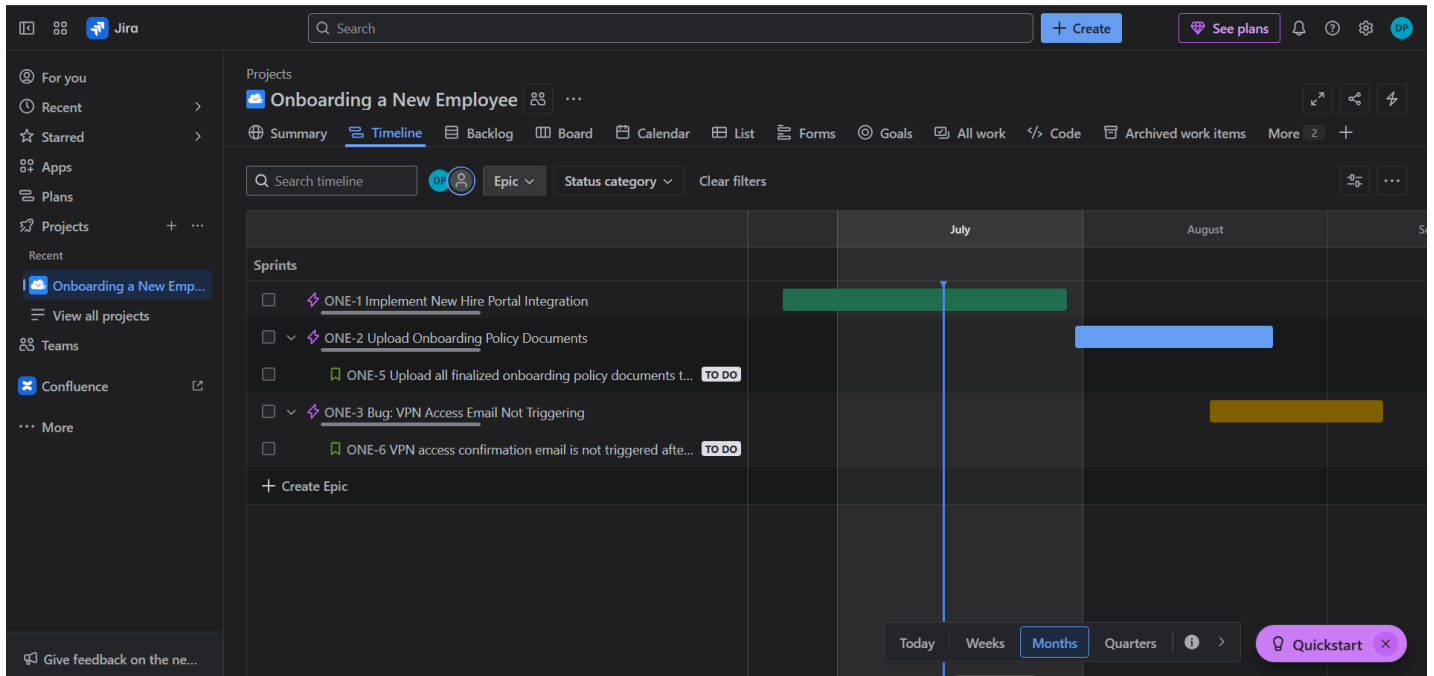 Jira
Search
+ Create
See plans
DP
For you
Recent
Starred
Apps
Plans
Projects
Recent
Onboarding a New Emp...
View all projects
Teams
Confluence
More
Give feedback on the ne...
Projects
Onboarding a New Employee
Summary Timeline Backlog Board Calendar List Forms Goals All work Code Archived work items More 2
Search timeline DP Epic Status category Clear filters
July August
Sprints
ONE-1 Implement New Hire Portal Integration
ONE-2 Upload Onboarding Policy Documents
ONE-5 Upload all finalized onboarding policy documents t... TO DO
ONE-3 Bug: VPN Access Email Not Triggering
ONE-6 VPN access confirmation email is not triggered afte... TO DO
+ Create Epic
Today Weeks Months Quarters
Quickstart